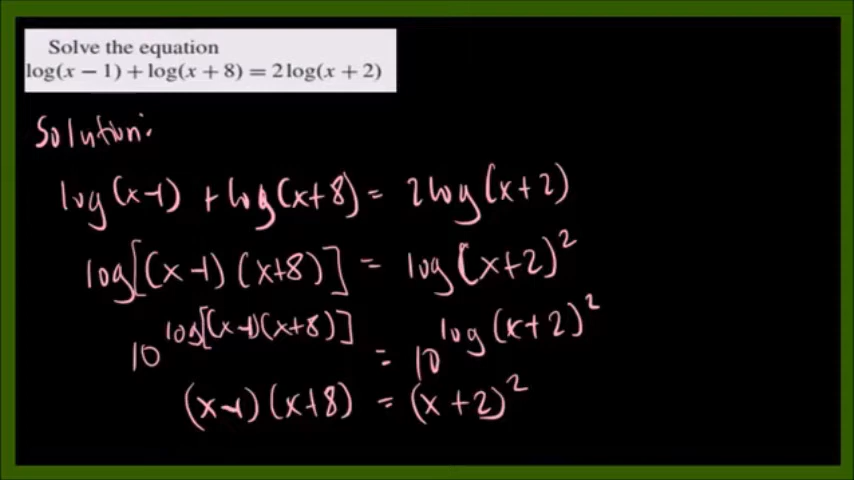 Solve the equation
log(x − 1) + log(x + 8) = 2 log(x + 2)
Solution:
log(x-1) + log(x+8) = 2log(x+2)
log[(x-1)(x+8)] = log(x+2)²
10^log[(x-1)(x+8)] = 10^log(x+2)²
(x-1)(x+8) = (x+2)²